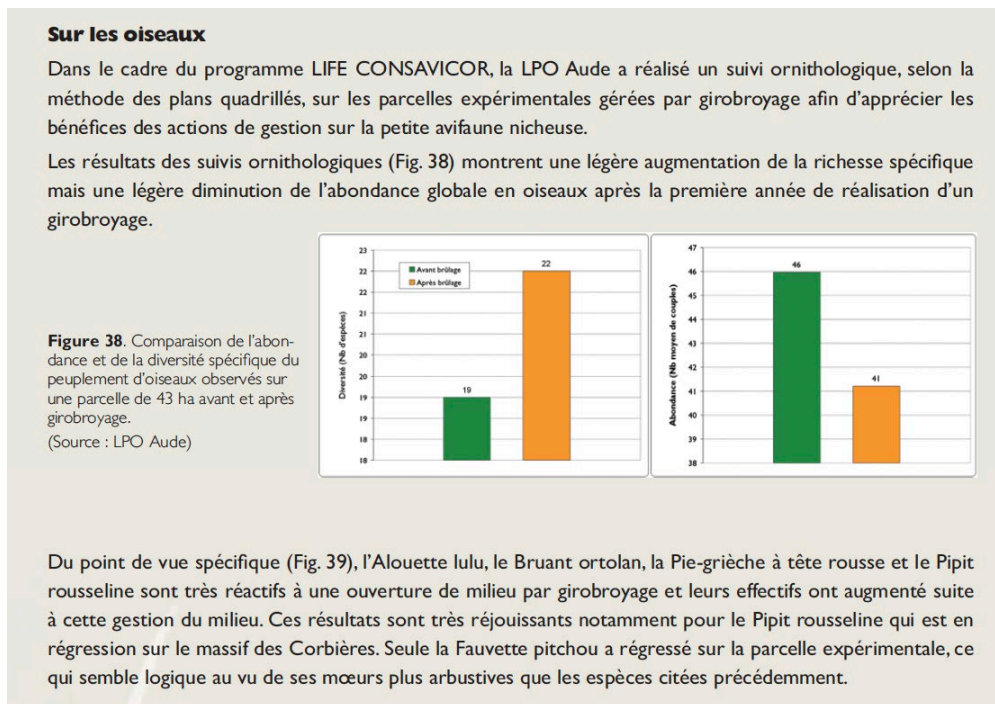 Sur les oiseaux
Dans le cadre du programme LIFE CONSAVICOR, la LPO Aude a réalisé un suivi ornithologique, selon la
méthode des plans quadrillés, sur les parcelles expérimentales gérées par girobroyage afin d’apprécier les
bénéfices des actions de gestion sur la petite avifaune nicheuse.
Les résultats des suivis ornithologiques (Fig. 38) montrent une légère augmentation de la richesse spécifique
mais une légère diminution de l’abondance globale en oiseaux après la première année de réalisation d’un
girobroyage.
Figure 38. Comparaison de l’abon-
dance et de la diversité spécifique du
peuplement d’oiseaux observés sur
une parcelle de 43 ha avant et après
girobroyage.
(Source : LPO Aude)
Diversité (Nb d’espèces)
23
22
22
21
21
20
20
19
19
18
18
Avant brûlage
Après brûlage
19
22
Abondance (Nb moyen de couples)
47
46
45
44
43
42
41
40
39
38
46
41
Du point de vue spécifique (Fig. 39), l’Alouette lulu, le Bruant ortolan, la Pie-grièche à tête rousse et le Pipit
rousseline sont très réactifs à une ouverture de milieu par girobroyage et leurs effectifs ont augmenté suite
à cette gestion du milieu. Ces résultats sont très réjouissants notamment pour le Pipit rousseline qui est en
régression sur le massif des Corbières. Seule la Fauvette pitchou a régressé sur la parcelle expérimentale, ce
qui semble logique au vu de ses mœurs plus arbustives que les espèces citées précédemment.